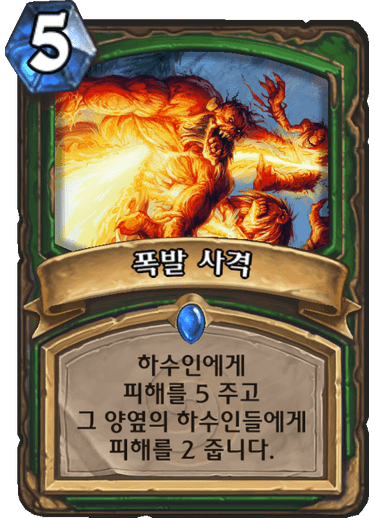 5
폭발 사격
하수인에게
피해를 5 주고
그 양옆의 하수인들에게
피해를 2 줍니다.